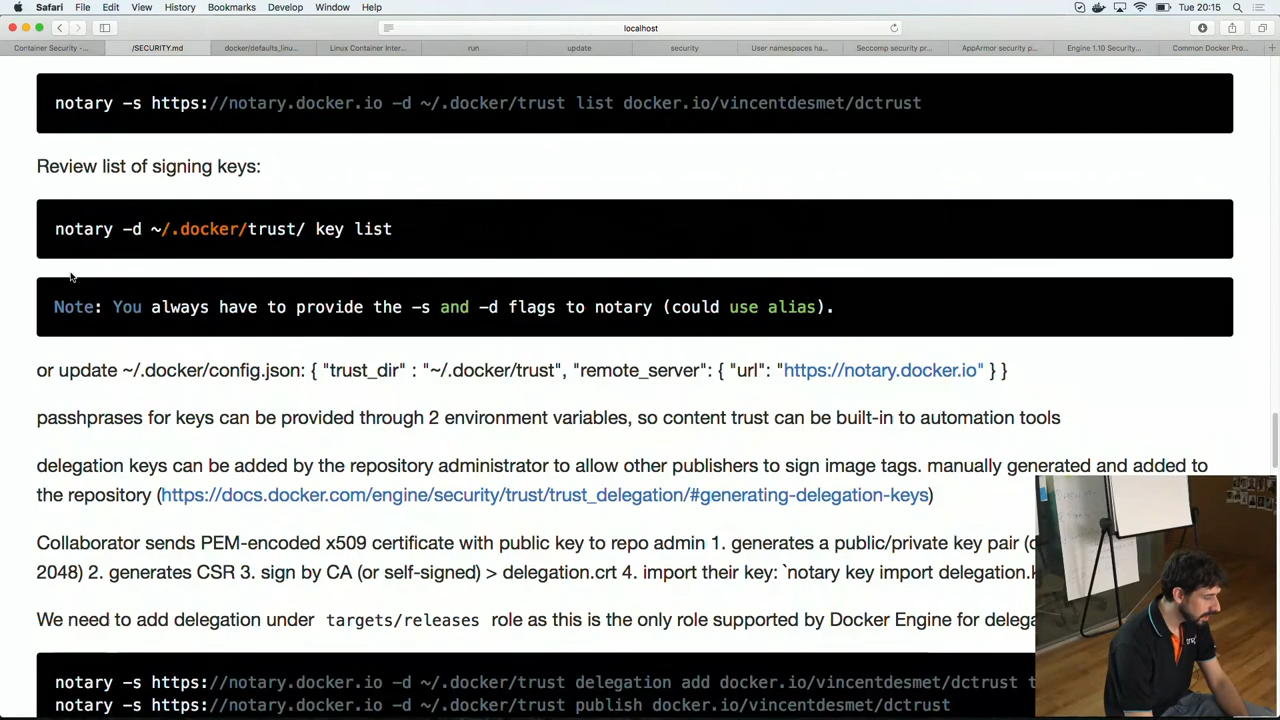 Safari File Edit View History Bookmarks Develop Window Help Tue 20:15
localhost
Container Security -... /SECURITY.md docker/defaults_linu... Linux Container Inter... run update security User namespaces ha... Seccomp security pr... AppArmor security p... Engine 1.10 Security... Common Docker Pro...
notary -s https://notary.docker.io -d ~/.docker/trust list docker.io/vincentdesmet/dctrust
Review list of signing keys:
notary -d ~/.docker/trust/ key list
Note: You always have to provide the -s and -d flags to notary (could use alias).
or update ~/.docker/config.json: { "trust_dir" : "~/.docker/trust", "remote_server": { "url": "https://notary.docker.io" } }
passhprases for keys can be provided through 2 environment variables, so content trust can be built-in to automation tools
delegation keys can be added by the repository administrator to allow other publishers to sign image tags. manually generated and added to
the repository (https://docs.docker.com/engine/security/trust/trust_delegation/#generating-delegation-keys)
Collaborator sends PEM-encoded x509 certificate with public key to repo admin 1. generates a public/private key pair (
2048) 2. generates CSR 3. sign by CA (or self-signed) > delegation.crt 4. import their key: `notary key import delegation.
We need to add delegation under targets/releases role as this is the only role supported by Docker Engine for delega
notary -s https://notary.docker.io -d ~/.docker/trust delegation add docker.io/vincentdesmet/dctrust t
notary -s https://notary.docker.io -d ~/.docker/trust publish docker.io/vincentdesmet/dctrust